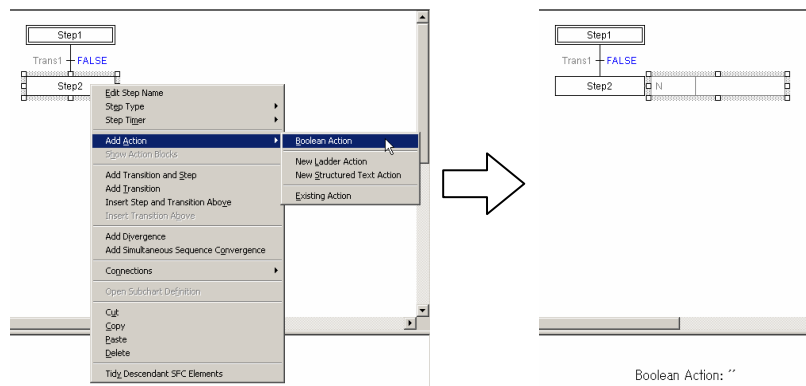 Step1
Trans1 FALSE
Step2
Edit Step Name
Step Type
Step Timer
Add Action
Show Action Blocks
Add Transition and Step
Add Transition
Insert Step and Transition Above
Insert Transition Above
Add Divergence
Add Simultaneous Sequence Convergence
Connections
Open Subchart Definition
Cut
Copy
Paste
Delete
Tidy Descendant SFC Elements
Boolean Action
New Ladder Action
New Structured Text Action
Existing Action
Step1
Trans1 FALSE
Step2 N
Boolean Action: ´´